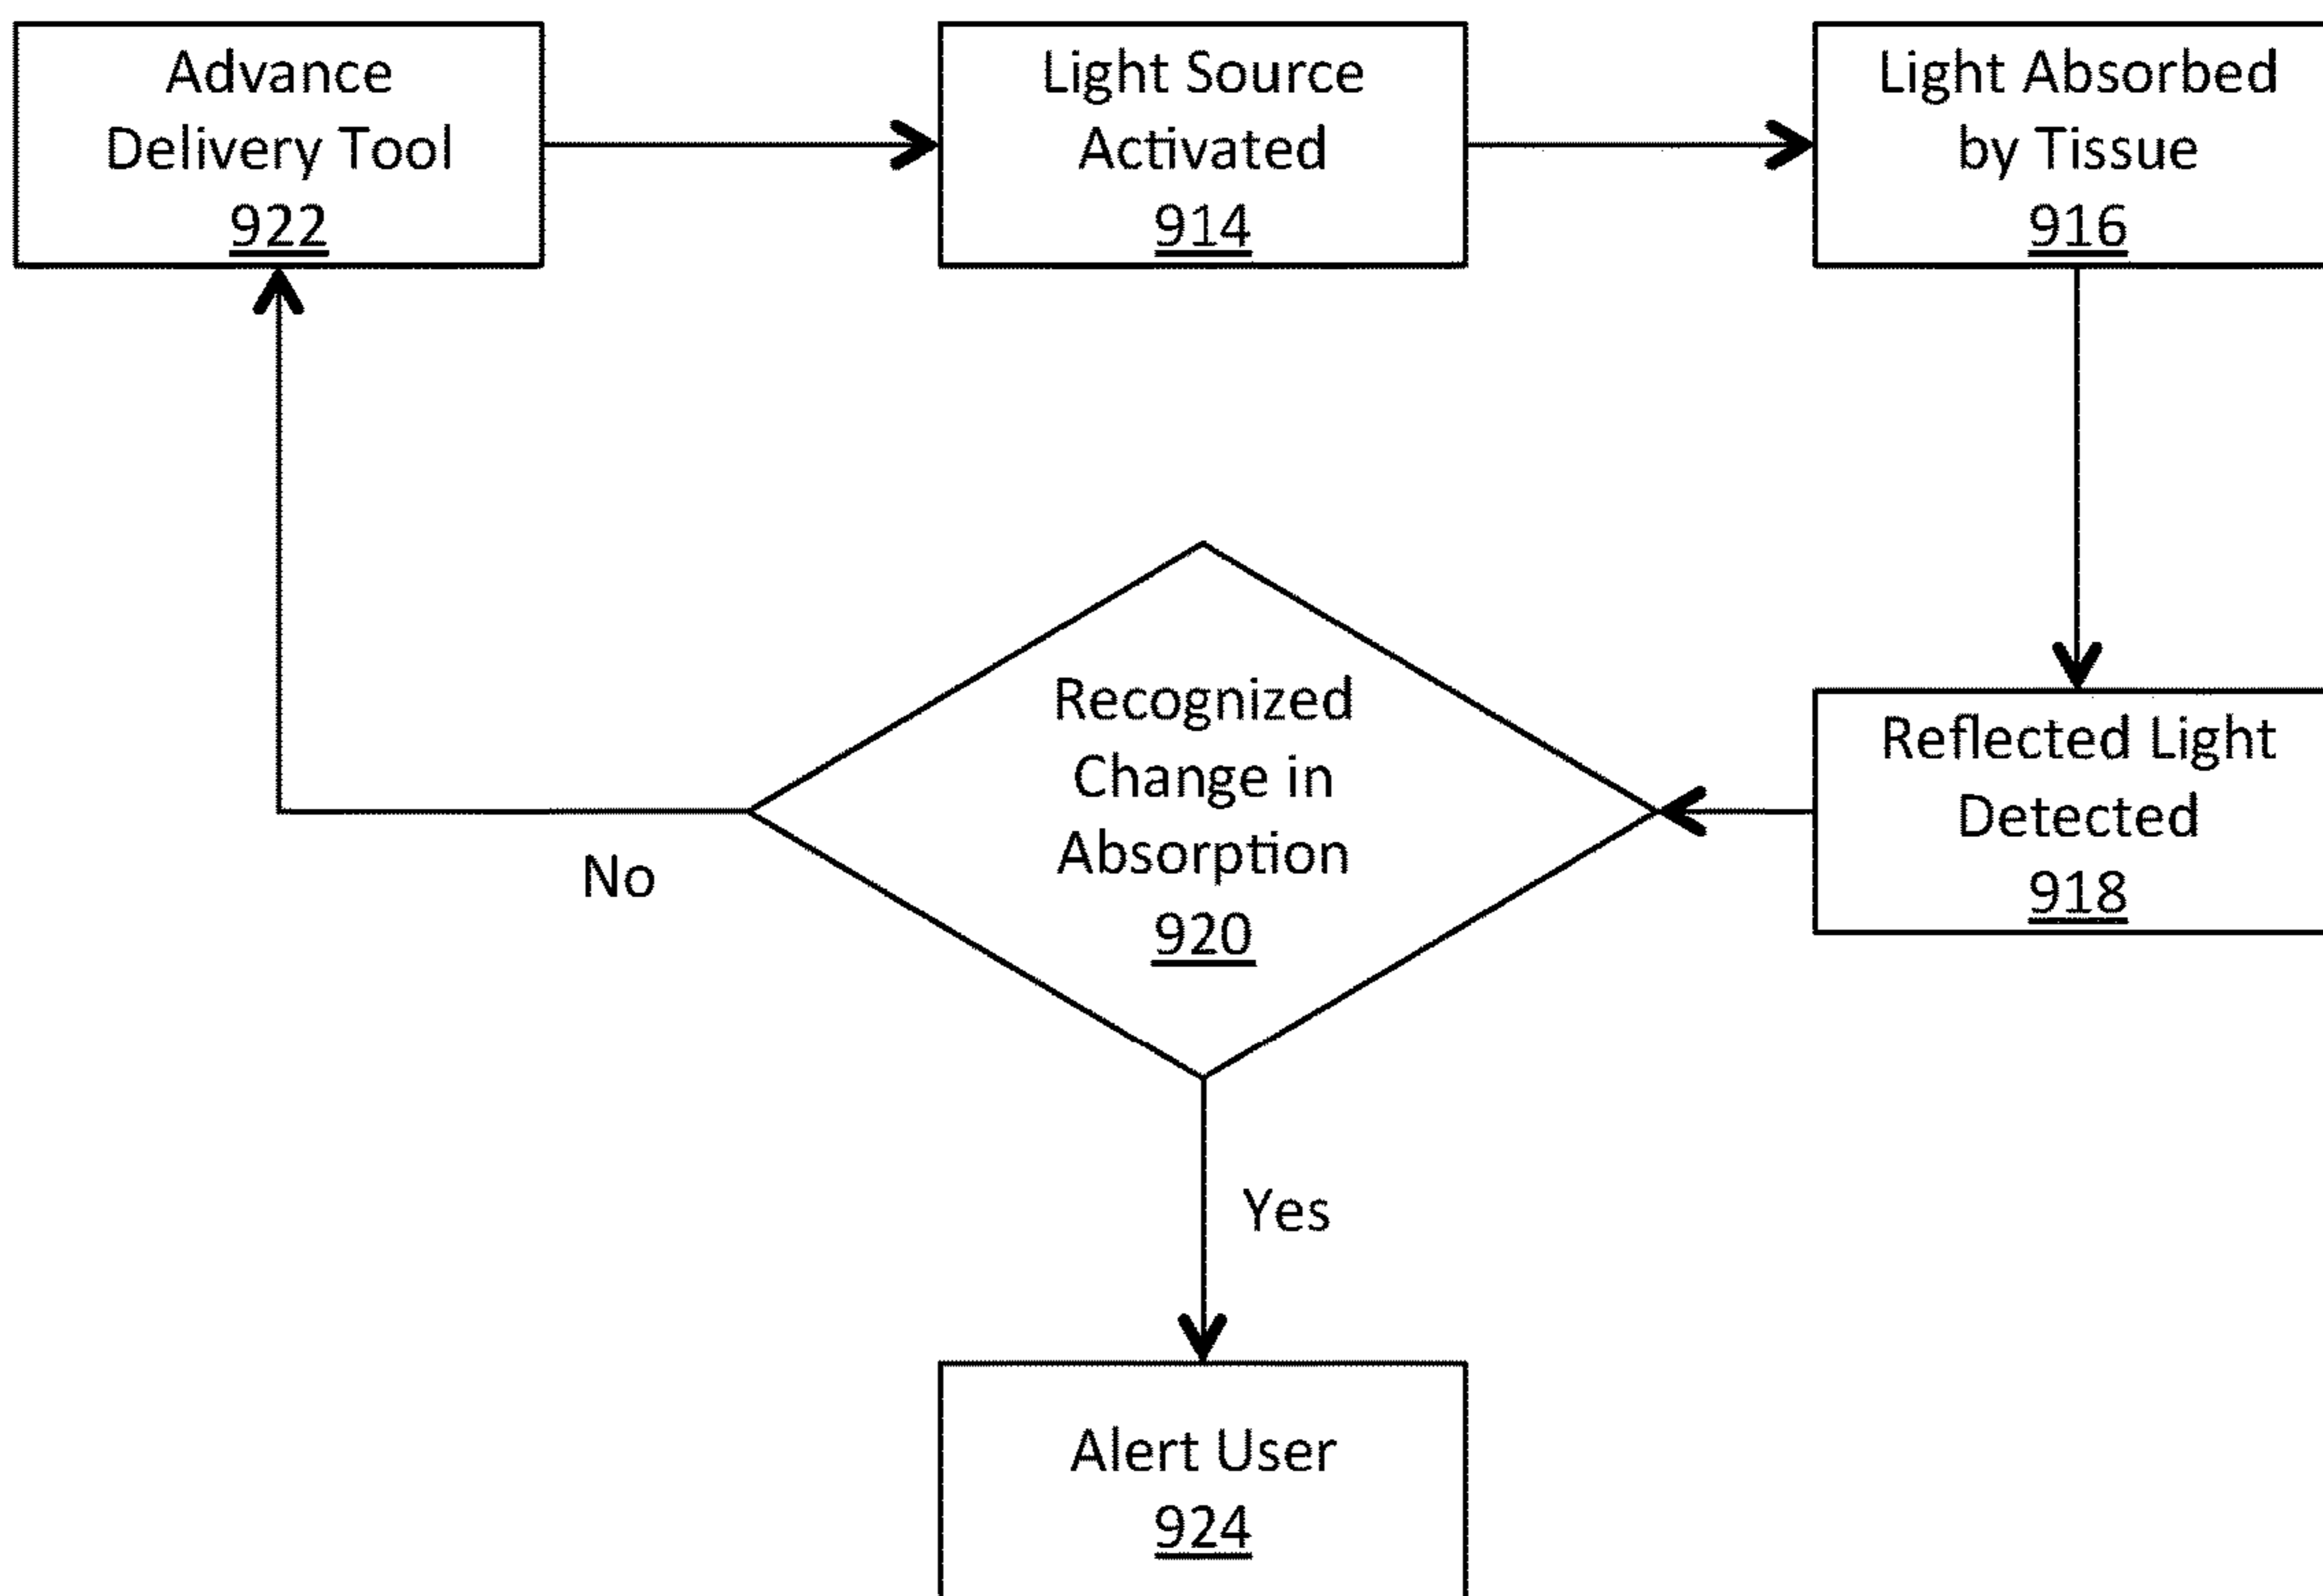 Advance
Delivery Tool
922
Light Source
Activated
914
Light Absorbed
by Tissue
916
Recognized
Change in
Absorption
920
Reflected Light
Detected
918
No
Yes
Alert User
924